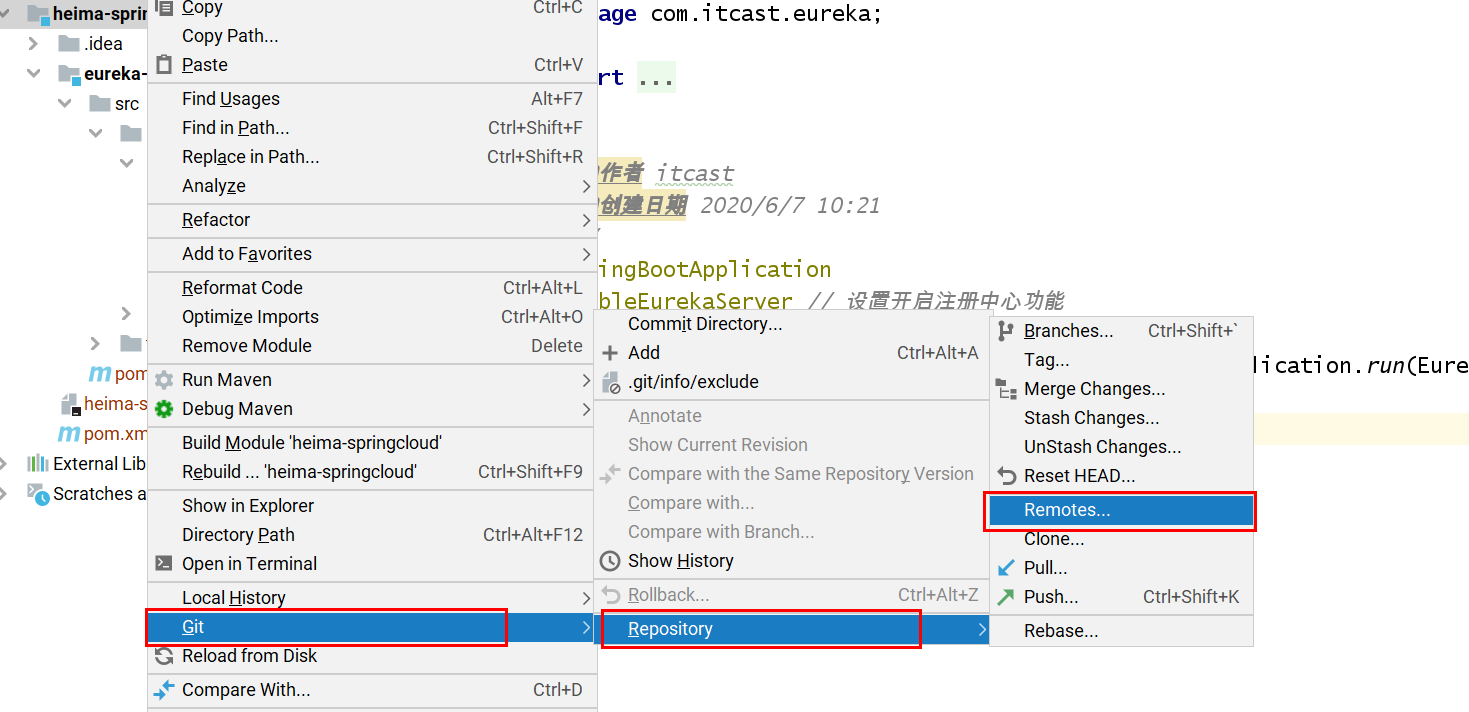 heima-sprin
.idea
eureka-
src
pom
heima-s
pom.xm
External Lib
Scratches a
Copy Ctrl+C
Copy Path...
Paste Ctrl+V
Find Usages Alt+F7
Find in Path... Ctrl+Shift+F
Replace in Path... Ctrl+Shift+R
Analyze
Refactor
Add to Favorites
Reformat Code Ctrl+Alt+L
Optimize Imports Ctrl+Alt+O
Remove Module Delete
Run Maven
Debug Maven
Build Module 'heima-springcloud'
Rebuild ... 'heima-springcloud' Ctrl+Shift+F9
Show in Explorer
Directory Path Ctrl+Alt+F12
Open in Terminal
Local History
Git
Reload from Disk
Compare With... Ctrl+D
age com.itcast.eureka;
rt ...
作者 itcast
创建日期 2020/6/7 10:21
ingBootApplication
bleEurekaServer // 设置开启注册中心功能
lication.run(Eure
Commit Directory...
Add Ctrl+Alt+A
.git/info/exclude
Annotate
Show Current Revision
Compare with the Same Repository Version
Compare with...
Compare with Branch...
Show History
Rollback... Ctrl+Alt+Z
Repository
Branches... Ctrl+Shift+`
Tag...
Merge Changes...
Stash Changes...
UnStash Changes...
Reset HEAD...
Remotes...
Clone...
Pull...
Push... Ctrl+Shift+K
Rebase...